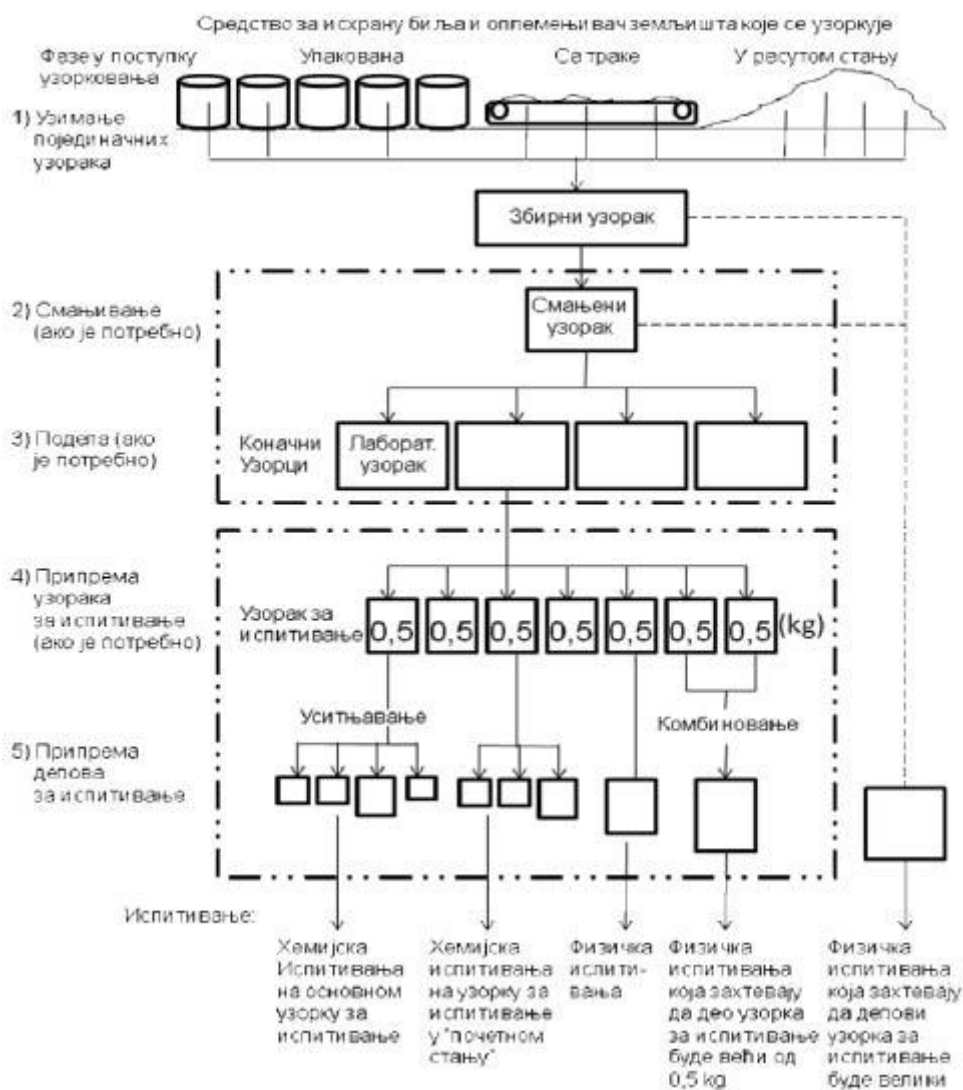 Средство за исхрану биља и оплемењивач земљишта које се узоркује
Фазе у поступку
узорковања
Упакована
Са траке
У расутом стању
1) Узимање
појединачних
узорака
Збирни узорак
2) Смањивање
(ако је потребно)
Смањени
узорак
3) Подела (ако
је потребно)
Коначни
Узорци
Лаборат.
узорак
4) Припрема
узорака
за испитивање
(ако је потребно)
Узорак за
испитивање
0,5 0,5 0,5 0,5 0,5 0,5 0,5 (kg)
Уситњавање
Комбиновање
5) Припрема
делова
за испитивање
Испитивање:
Хемијска
Испитивања
на основном
узорку за
испитивање
Хемијска
испитивања
на узорку за
испитивање
у "почетном
стању"
Физичка
испити-
вања
Физичка
испитивања
која захтевају
да део узорка
за испитивање
буде већи од
0,5 kg
Физичка
испитивања
која захтевају
да делови
узорка за
испитивање
буде велики